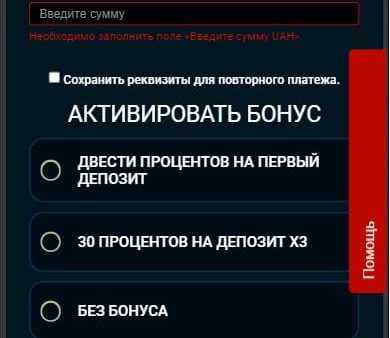 Введите сумму
Необходимо заполнить поле «Введите сумму UAH».
Сохранить реквизиты для повторного платежа.
АКТИВИРОВАТЬ БОНУС
ДВЕСТИ ПРОЦЕНТОВ НА ПЕРВЫЙ
ДЕПОЗИТ
30 ПРОЦЕНТОВ НА ДЕПОЗИТ X3
БЕЗ БОНУСА
Помощь